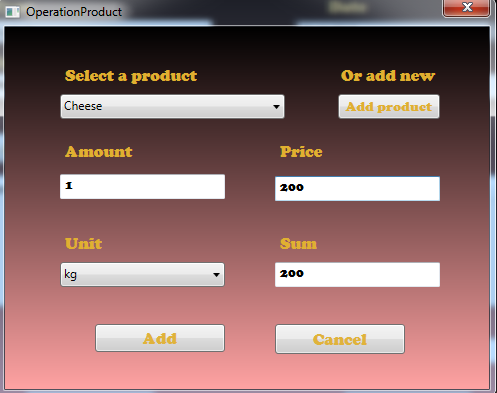 Data
OperationProduct
Select a product
Or add new
Cheese
Add product
Amount
Price
1
200
Unit
Sum
kg
200
Add
Cancel